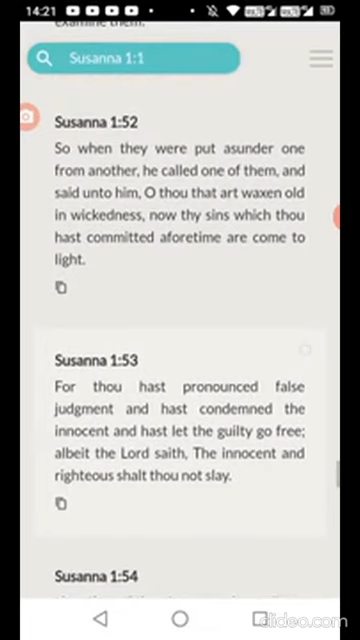 14:21
examine them.
Susanna 1:1
Susanna 1:52
So when they were put asunder one
from another, he called one of them, and
said unto him, O thou that art waxen old
in wickedness, now thy sins which thou
hast committed aforetime are come to
light.
Susanna 1:53
For thou hast pronounced false
judgment and hast condemned the
innocent and hast let the guilty go free;
albeit the Lord saith, The innocent and
righteous shalt thou not slay.
Susanna 1:54
clideo.com